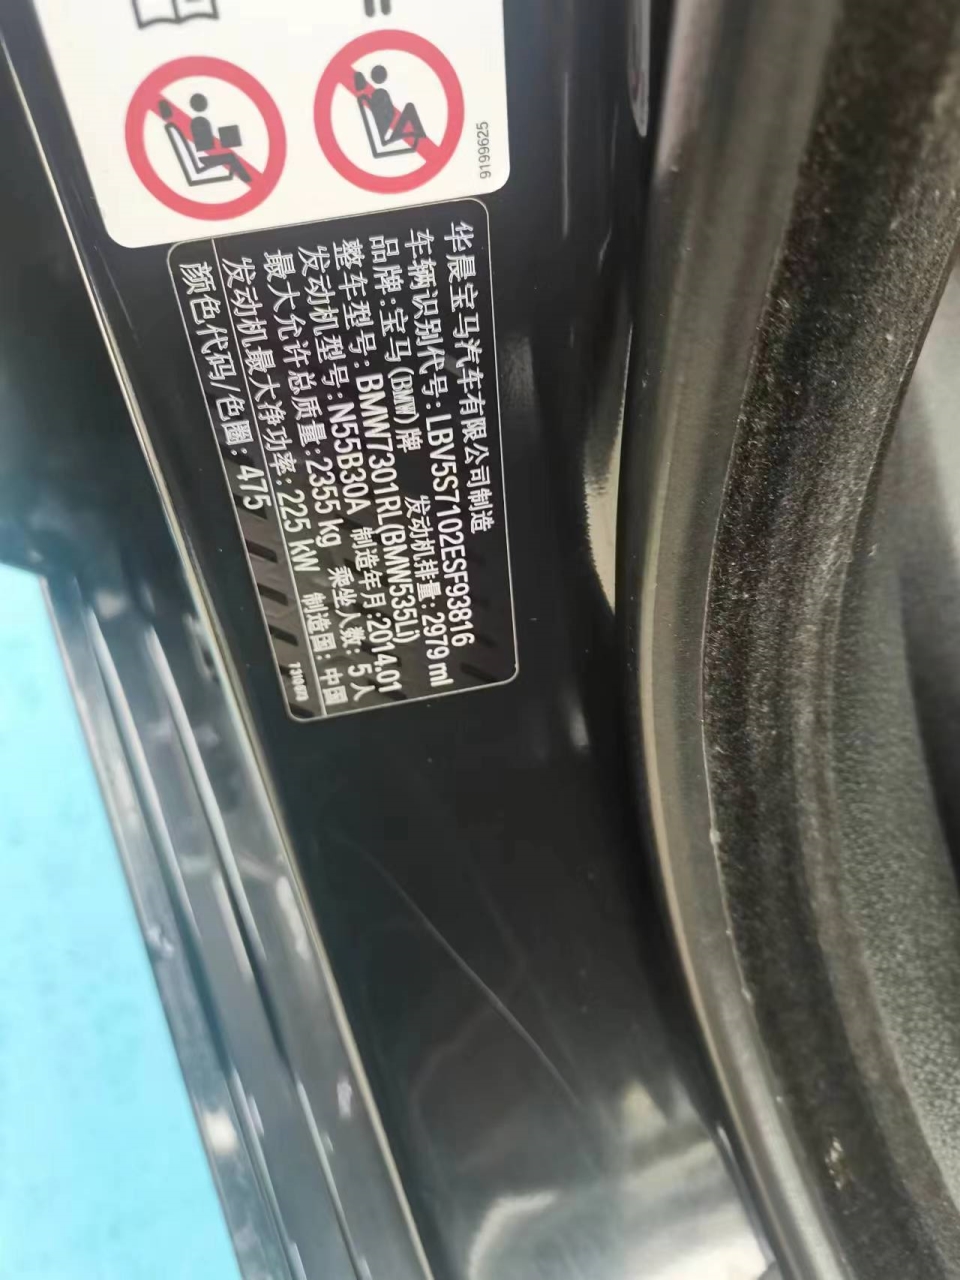 9199625
华晨宝马汽车有限公司制造
车辆识别代号:LBV5S7102ESF93816
品牌:宝马(BMW)牌 发动机排量:2979 ml
整车型号:BMW7301RL(BMW535Li)
发动机型号:N55B30A 制造年月:2014.01
最大允许总质量:2355 kg 乘坐人数:5人
发动机最大净功率:225 kW 制造国:中国
颜色代码/色圈:475